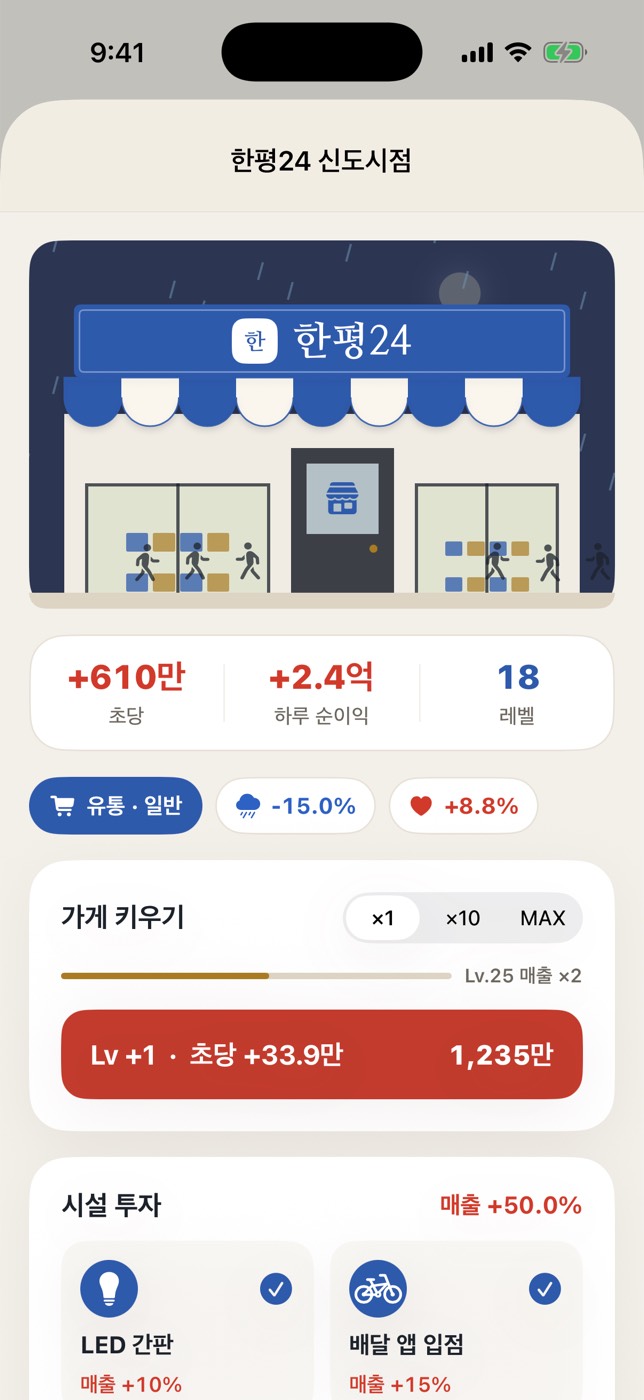 9:41
한평24 신도시점
한 한평24
+610만 +2.4억 18
초당 하루 순이익 레벨
유통 · 일반 -15.0% +8.8%
가게 키우기 ×1 ×10 MAX
Lv.25 매출 ×2
Lv +1 · 초당 +33.9만 1,235만
시설 투자 매출 +50.0%
LED 간판 배달 앱 입점
매출 +10% 매출 +15%